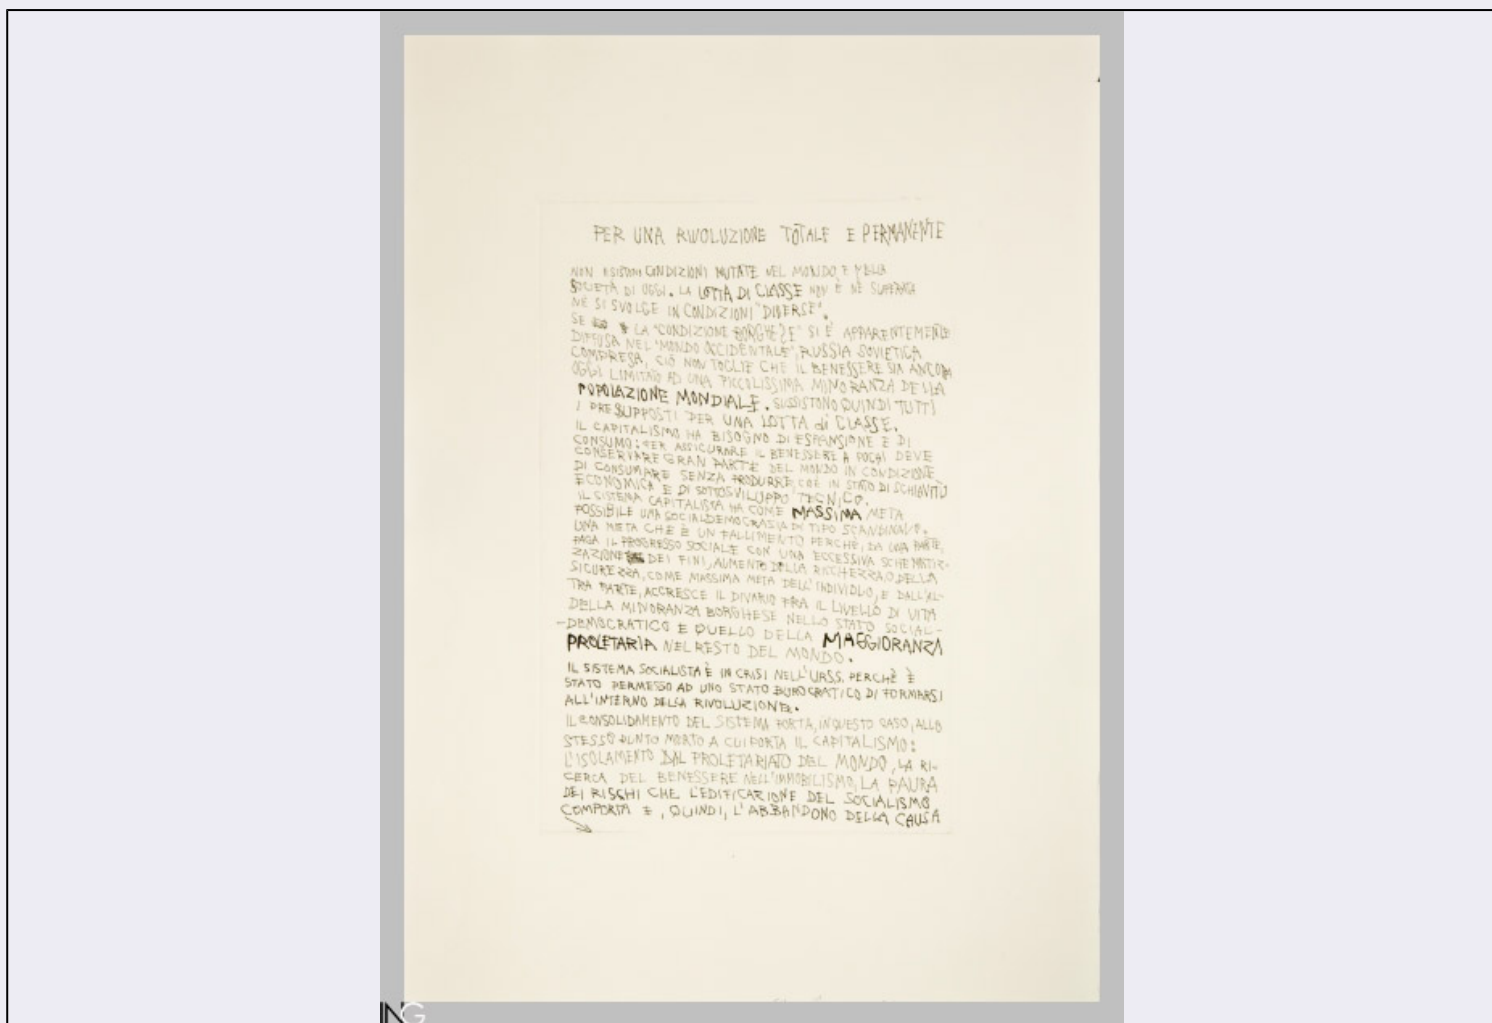 PER UNA RIVOLUZIONE TOTALE E PERMANENTE
NON ESISTONO CONDIZIONI MUTATE NEL MONDO E NELLA
SOCIETÀ DI OGGI. LA LOTTA DI CLASSE NON È NÉ SUPERATA
NÉ SI SVOLGE IN CONDIZIONI "DIVERSE".
SE LA "CONDIZIONE BORGHESE" SI È APPARENTEMENTE
DIFFUSA NEL "MONDO OCCIDENTALE", RUSSIA SOVIETICA
COMPRESA, CIÒ NON TOGLIE CHE IL BENESSERE SIA ANCORA
OGGI LIMITATO AD UNA PICCOLISSIMA MINORANZA DELLA
POPOLAZIONE MONDIALE. SUSSISTONO QUINDI TUTTI
I PRESUPPOSTI PER UNA LOTTA di CLASSE.
IL CAPITALISMO HA BISOGNO DI ESPANSIONE E DI
CONSUMO: PER ASSICURARE IL BENESSERE A POCHI DEVE
CONSERVARE GRAN PARTE DEL MONDO IN CONDIZIONE
DI CONSUMARE SENZA PRODURRE, CIOÈ IN STATO DI SCHIAVITÙ
ECONOMICA E DI SOTTOSVILUPPO TECNICO.
IL SISTEMA CAPITALISTA HA COME MASSIMA META
POSSIBILE UNA SOCIALDEMOCRAZIA DI TIPO SCANDINAVO.
UNA META CHE È UN FALLIMENTO PERCHÉ, DA UNA PARTE,
PAGA IL PROGRESSO SOCIALE CON UNA ECCESSIVA SCHEMATIZ-
ZAZIONE DEI FINI, AUMENTO DELLA RICCHEZZA, O DELLA
SICUREZZA, COME MASSIMA META DELL'INDIVIDUO, E DALL'AL-
TRA PARTE, ACCRESCE IL DIVARIO FRA IL LIVELLO DI VITA
DELLA MINORANZA BORGHESE NELLO STATO SOCIAL-
-DEMOCRATICO E QUELLO DELLA MAGGIORANZA
PROLETARIA NEL RESTO DEL MONDO.
IL SISTEMA SOCIALISTA È IN CRISI NELL'URSS, PERCHÈ È
STATO PERMESSO AD UNO STATO BUROCRATICO DI FORMARSI
ALL'INTERNO DELLA RIVOLUZIONE.
IL CONSOLIDAMENTO DEL SISTEMA PORTA, IN QUESTO CASO, ALLO
STESSO PUNTO MORTO A CUI PORTA IL CAPITALISMO:
L'ISOLAMENTO DAL PROLETARIATO DEL MONDO, LA RI-
CERCA DEL BENESSERE NELL'IMMOBILISMO, LA PAURA
DEI RISCHI CHE L'EDIFICAZIONE DEL SOCIALISMO
COMPORTA E, QUINDI, L'ABBANDONO DELLA CAUSA
ING